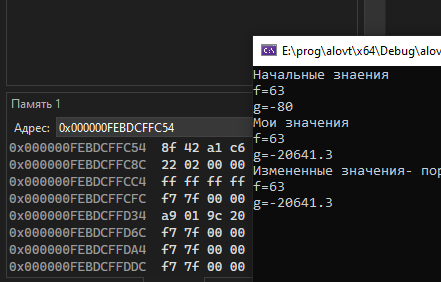 E:\prog\alovt\x64\Debug\alov
Начальные знаения
f=63
g=-80
Мои значения
f=63
g=-20641.3
Измененные значения- пор
f=63
g=-20641.3
Память 1
Адрес: 0x000000FEBDCFFC54
0x000000FEBDCFFC54 8f 42 a1 c6
0x000000FEBDCFFC8C 22 02 00 00
0x000000FEBDCFFCC4 ff ff ff ff
0x000000FEBDCFFCFC f7 7f 00 00
0x000000FEBDCFFD34 a9 01 9c 20
0x000000FEBDCFFD6C f7 7f 00 00
0x000000FEBDCFFDA4 f7 7f 00 00
0x000000FEBDCFFDDC f7 7f 00 00